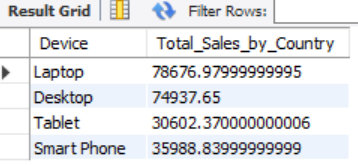 Result Grid Filter Rows:
Device Total_Sales_by_Country
Laptop 78676.97999999995
Desktop 74937.65
Tablet 30602.370000000006
Smart Phone 35988.83999999999